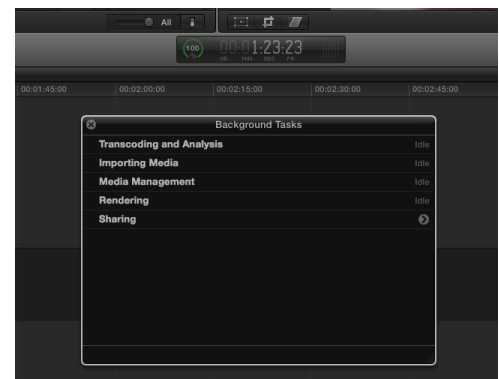 All
100
%
00:01:23:23
HR MIN SEC FR
00:01:45:00 00:02:00:00 00:02:15:00 00:02:30:00 00:02:45:00
Background Tasks
Transcoding and Analysis Idle
Importing Media Idle
Media Management Idle
Rendering Idle
Sharing